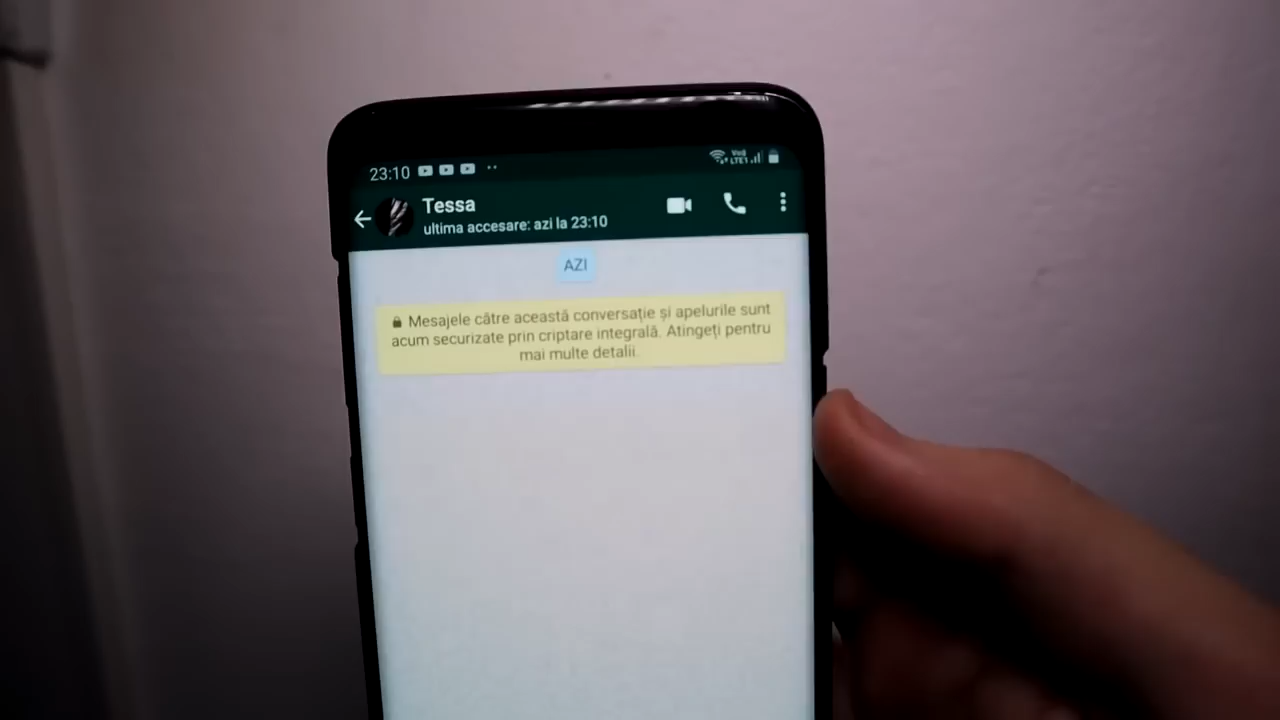 23:10
Tessa
ultima accesare: azi la 23:10
AZI
Mesajele către această conversație și apelurile sunt
acum securizate prin criptare integrală. Atingeți pentru
mai multe detalii.